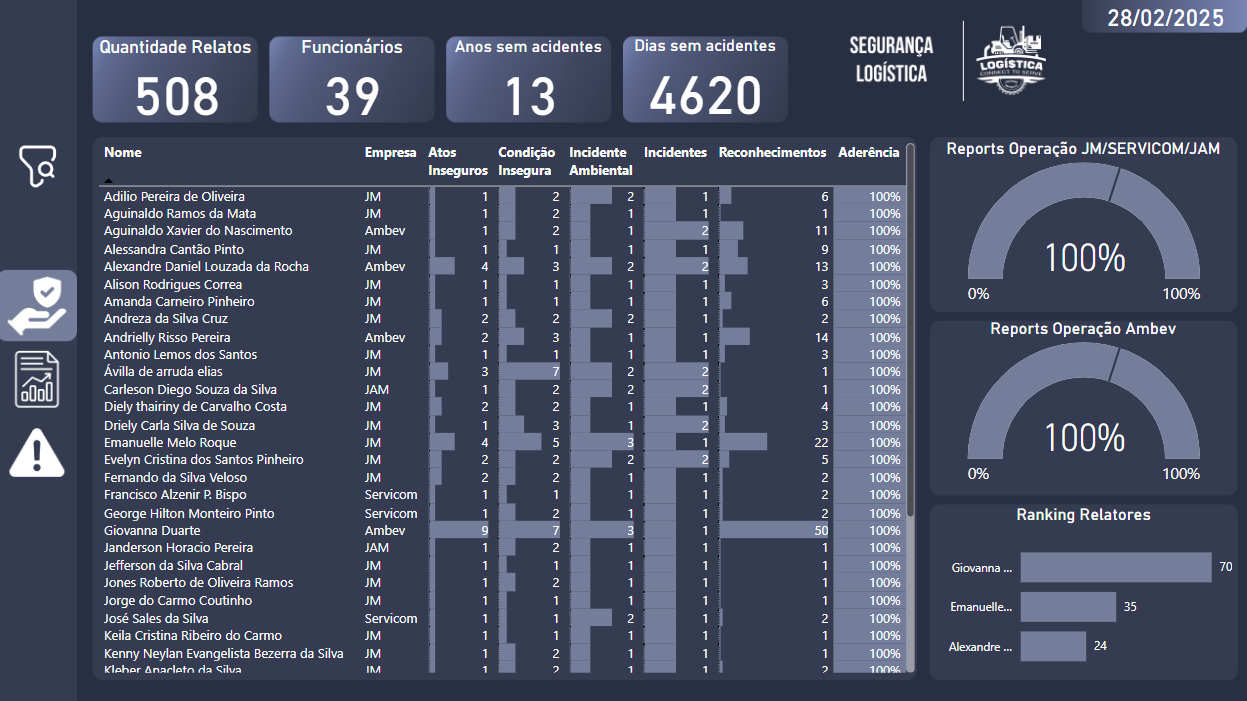 28/02/2025
Quantidade Relatos
508
Funcionários
39
Anos sem acidentes
13
Dias sem acidentes
4620
SEGURANÇA
LOGÍSTICA
LOGÍSTICA
CONNECT TO SERVE
Nome Empresa Atos Inseguros Condição Insegura Incidente Ambiental Incidentes Reconhecimentos Aderência
Adilio Pereira de Oliveira JM 1 2 2 1 6 100%
Aguinaldo Ramos da Mata JM 1 2 1 1 1 100%
Aguinaldo Xavier do Nascimento Ambev 1 2 1 2 11 100%
Alessandra Cantão Pinto JM 1 1 1 1 9 100%
Alexandre Daniel Louzada da Rocha Ambev 4 3 2 2 13 100%
Alison Rodrigues Correa JM 1 1 1 1 3 100%
Amanda Carneiro Pinheiro JM 1 1 1 1 6 100%
Andreza da Silva Cruz JM 2 2 2 1 2 100%
Andrielly Risso Pereira Ambev 2 3 1 1 14 100%
Antonio Lemos dos Santos JM 1 1 1 1 3 100%
Ávilla de arruda elias JM 3 7 2 2 1 100%
Carleson Diego Souza da Silva JAM 1 2 2 2 1 100%
Diely thairiny de Carvalho Costa JM 2 2 1 1 4 100%
Driely Carla Silva de Souza JM 1 3 1 2 3 100%
Emanuelle Melo Roque JM 4 5 3 1 22 100%
Evelyn Cristina dos Santos Pinheiro JM 2 2 2 2 5 100%
Fernando da Silva Veloso JM 2 2 1 1 2 100%
Francisco Alzenir P. Bispo Servicom 1 1 1 1 2 100%
George Hilton Monteiro Pinto Servicom 1 2 1 1 2 100%
Giovanna Duarte Ambev 9 7 3 1 50 100%
Janderson Horacio Pereira JAM 1 2 1 1 1 100%
Jefferson da Silva Cabral JM 1 1 1 1 1 100%
Jones Roberto de Oliveira Ramos JM 1 2 1 1 1 100%
Jorge do Carmo Coutinho JM 1 1 1 1 1 100%
José Sales da Silva Servicom 1 1 2 1 2 100%
Keila Cristina Ribeiro do Carmo JM 1 1 1 1 1 100%
Kenny Neylan Evangelista Bezerra da Silva JM 1 2 1 1 1 100%
Kleber Anacleto da Silva JM 1 2 1 1 2 100%
Reports Operação JM/SERVICOM/JAM
100%
0% 100%
Reports Operação Ambev
100%
0% 100%
Ranking Relatores
Giovanna ... 70
Emanuelle... 35
Alexandre ... 24